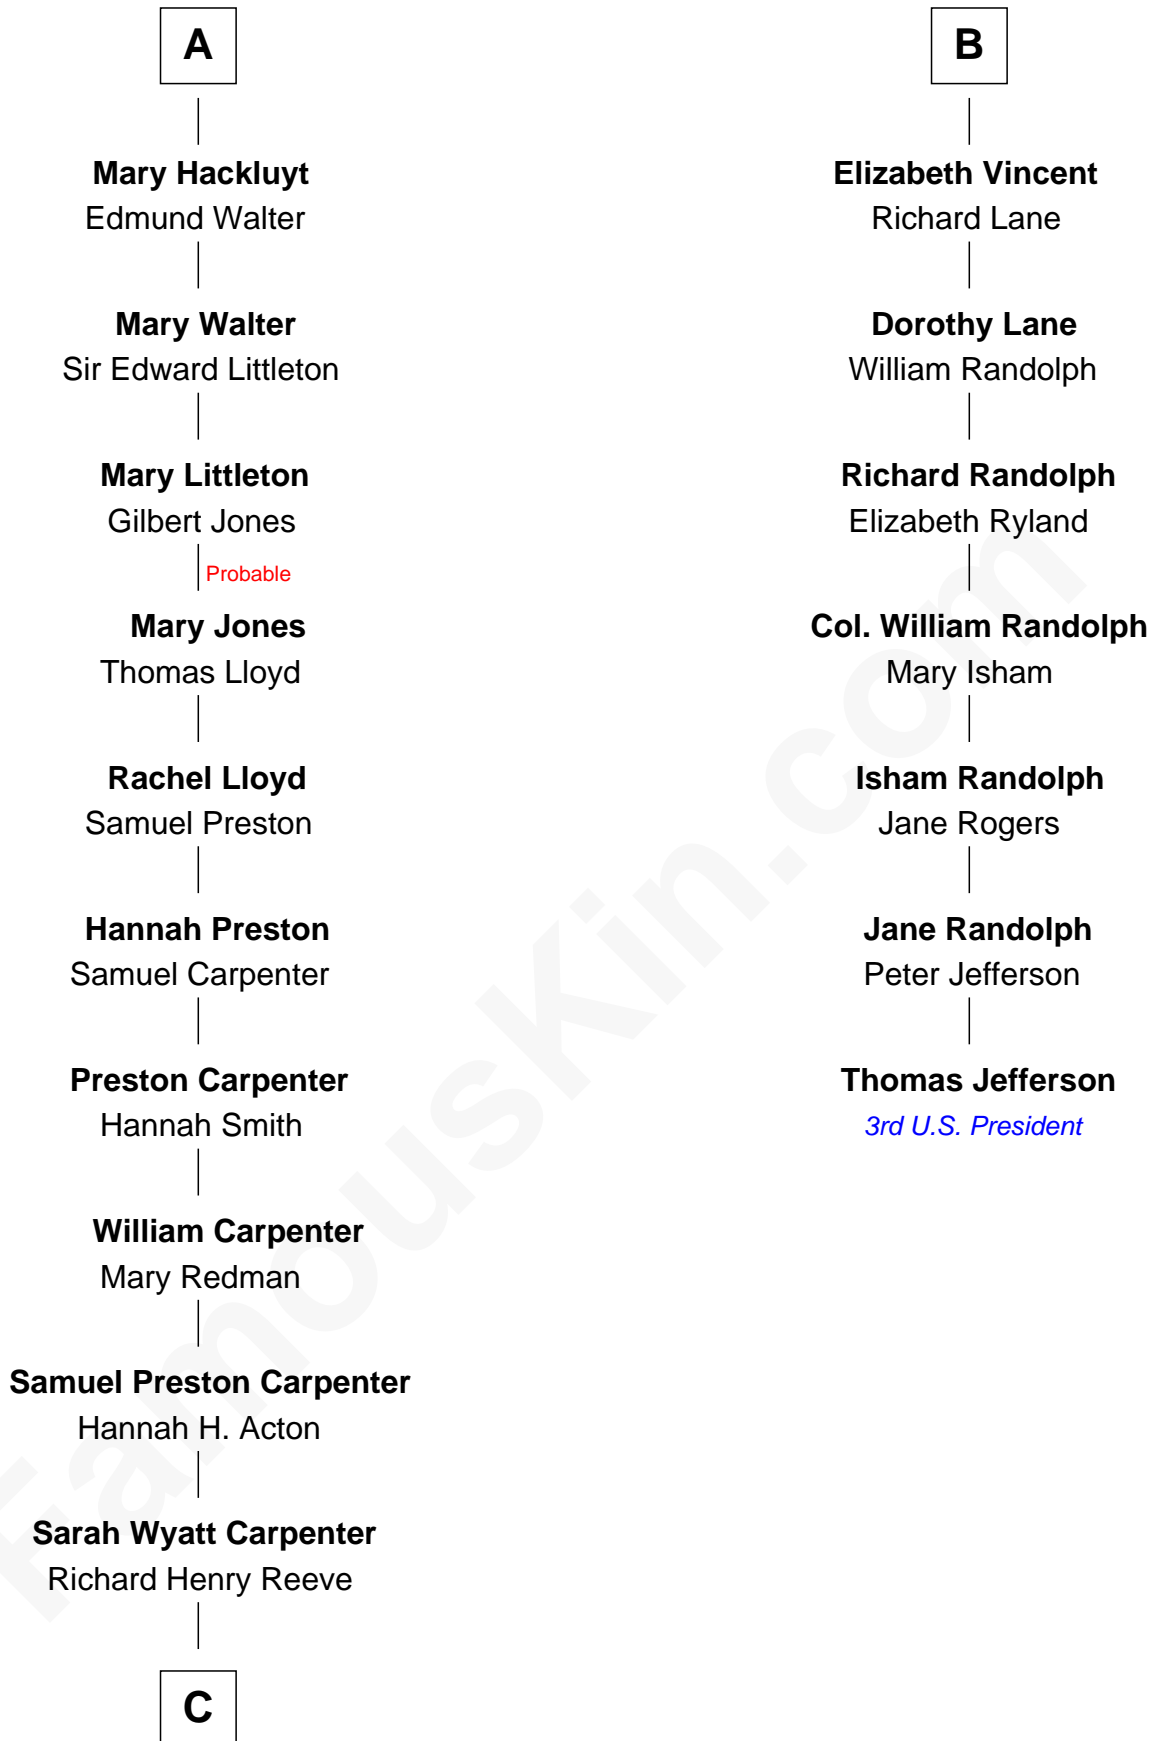 A
Mary Hackluyt
Edmund Walter
Mary Walter
Sir Edward Littleton
Mary Littleton
Gilbert Jones
Probable
Mary Jones
Thomas Lloyd
Rachel Lloyd
Samuel Preston
Hannah Preston
Samuel Carpenter
Preston Carpenter
Hannah Smith
William Carpenter
Mary Redman
Samuel Preston Carpenter
Hannah H. Acton
Sarah Wyatt Carpenter
Richard Henry Reeve
C
B
Elizabeth Vincent
Richard Lane
Dorothy Lane
William Randolph
Richard Randolph
Elizabeth Ryland
Col. William Randolph
Mary Isham
Isham Randolph
Jane Rogers
Jane Randolph
Peter Jefferson
Thomas Jefferson
3rd U.S. President
FamousKin.com